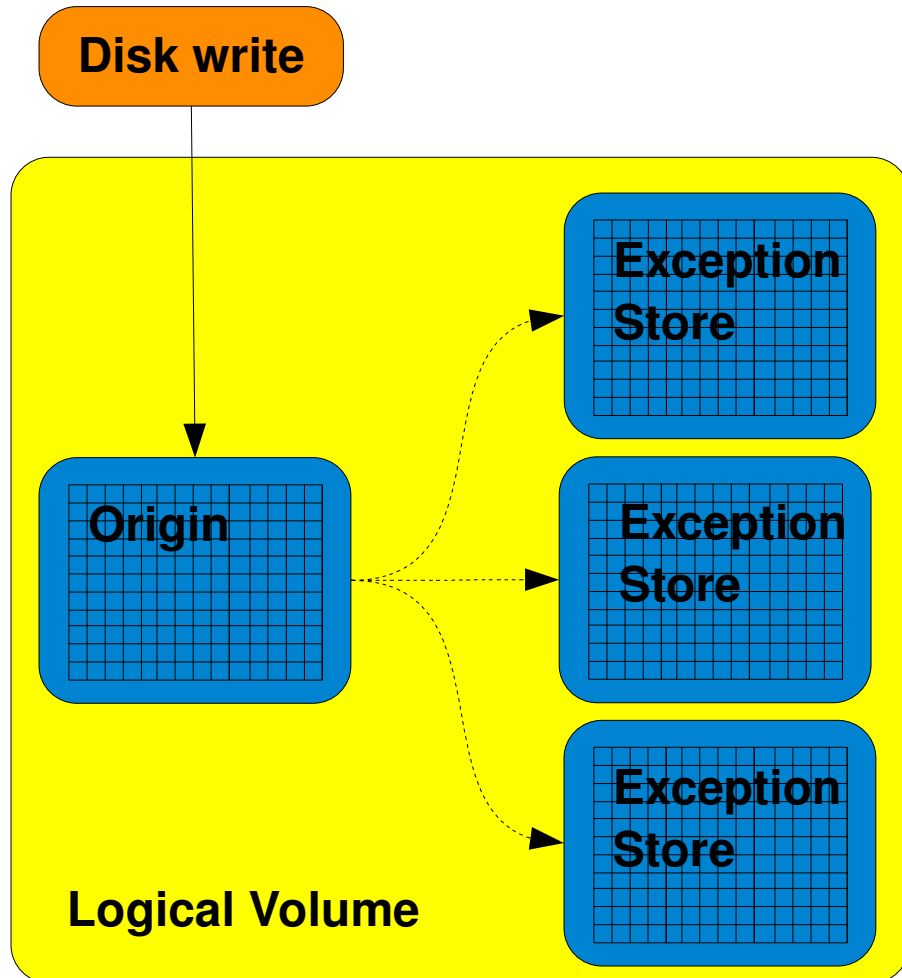 Disk write
Exception
Store
Origin
Exception
Store
Exception
Store
Logical Volume